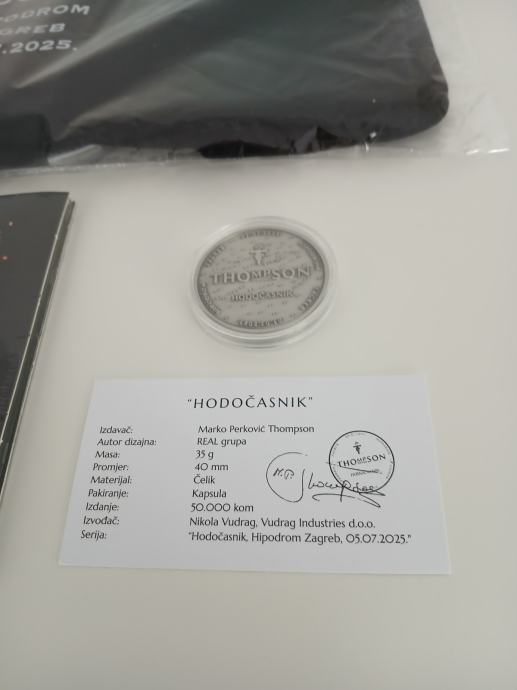 PODROM
GREB
.2025.
THOMPSON
HODOČASNIK
"HODOČASNIK"
Izdavač: Marko Perković Thompson
Autor dizajna: REAL grupa
Masa: 35 g
Promjer: 40 mm
Materijal: Čelik
Pakiranje: Kapsula
Izdanje: 50.000 kom
Izvođač: Nikola Vudrag, Vudrag Industries d.o.o.
Serija: "Hodočasnik, Hipodrom Zagreb, 05.07.2025."
THOMPSON
HODOČASNIK